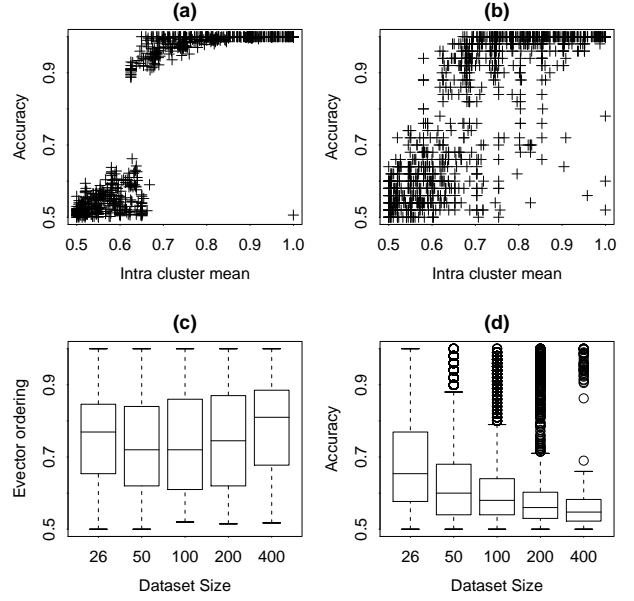 (a)
Accuracy
0.5 0.7 0.9
0.5 0.6 0.7 0.8 0.9 1.0
Intra cluster mean
(b)
Accuracy
0.5 0.7 0.9
0.5 0.6 0.7 0.8 0.9 1.0
Intra cluster mean
(c)
Evector ordering
0.5 0.7 0.9
26 50 100 200 400
Dataset Size
(d)
Accuracy
0.5 0.7 0.9
26 50 100 200 400
Dataset Size